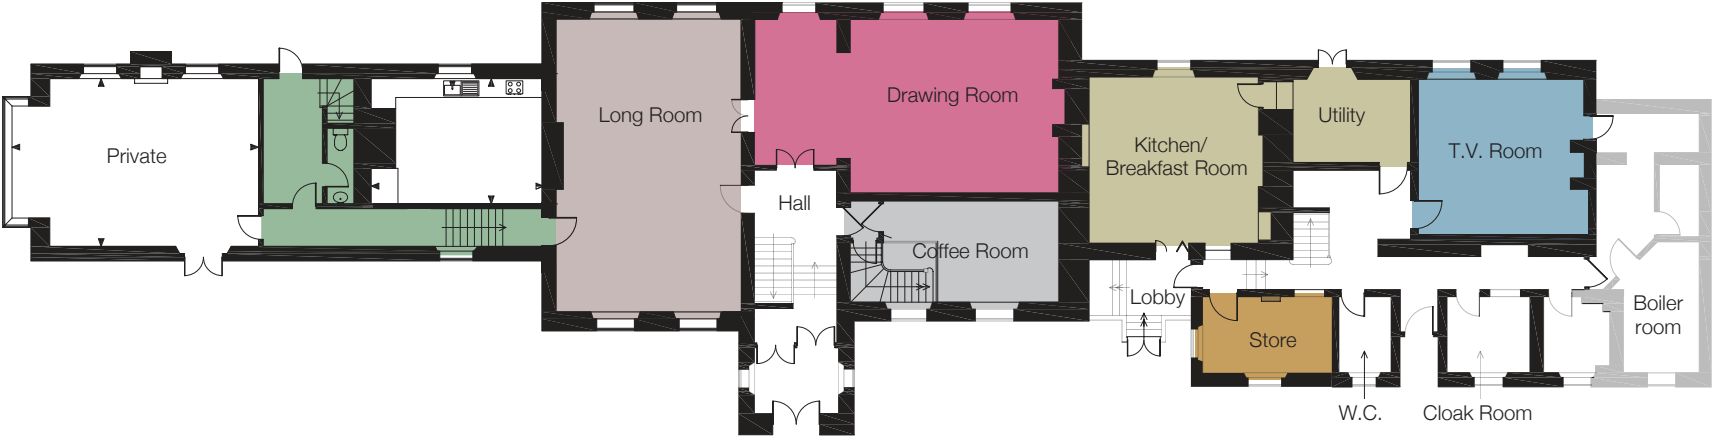 Private
Long Room
Drawing Room
Hall
Coffee Room
Kitchen/
Breakfast Room
Utility
T.V. Room
Lobby
Store
Boiler
room
W.C.
Cloak Room